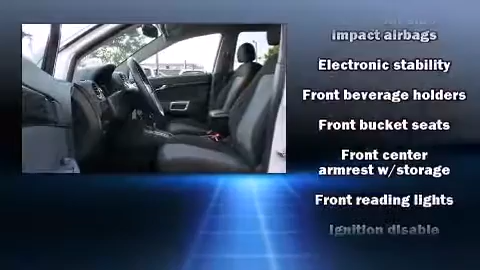 impact airbags
Electronic stability
Front beverage holders
Front bucket seats
Front center
armrest w/storage
Front reading lights
Ignition disable